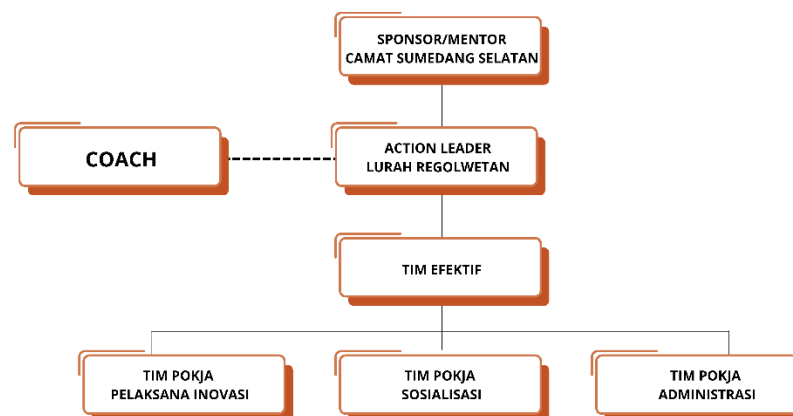 SPONSOR/MENTOR
CAMAT SUMEDANG SELATAN
COACH
ACTION LEADER
LURAH REGOLWETAN
TIM EFEKTIF
TIM POKJA
PELAKSANA INOVASI
TIM POKJA
SOSIALISASI
TIM POKJA
ADMINISTRASI